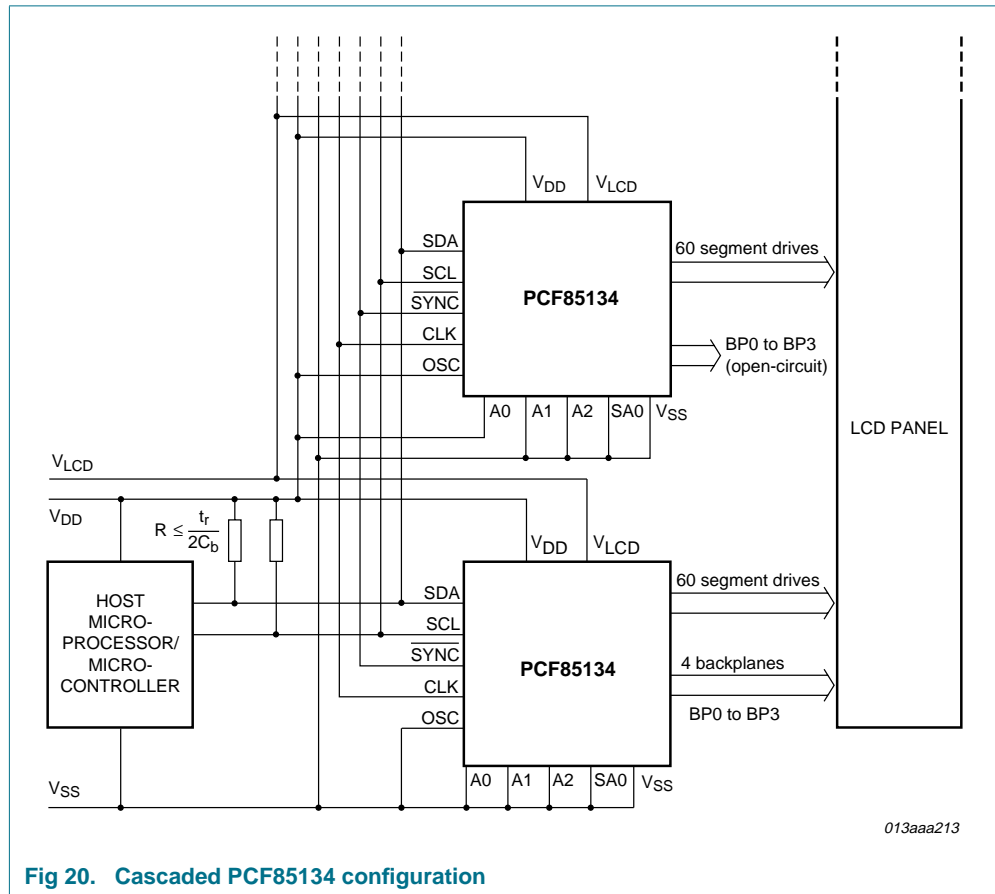 VDD
VLCD
SDA
SCL
SYNC
CLK
OSC
PCF85134
A0
A1
A2
SA0
VSS
60 segment drives
BP0 to BP3
(open-circuit)
LCD PANEL
VLCD
VDD
R ≤ tr/2Cb
HOST
MICRO-
PROCESSOR/
MICRO-
CONTROLLER
VSS
VDD
VLCD
SDA
SCL
SYNC
CLK
OSC
PCF85134
A0
A1
A2
SA0
VSS
60 segment drives
4 backplanes
BP0 to BP3
013aaa213
Fig 20. Cascaded PCF85134 configuration